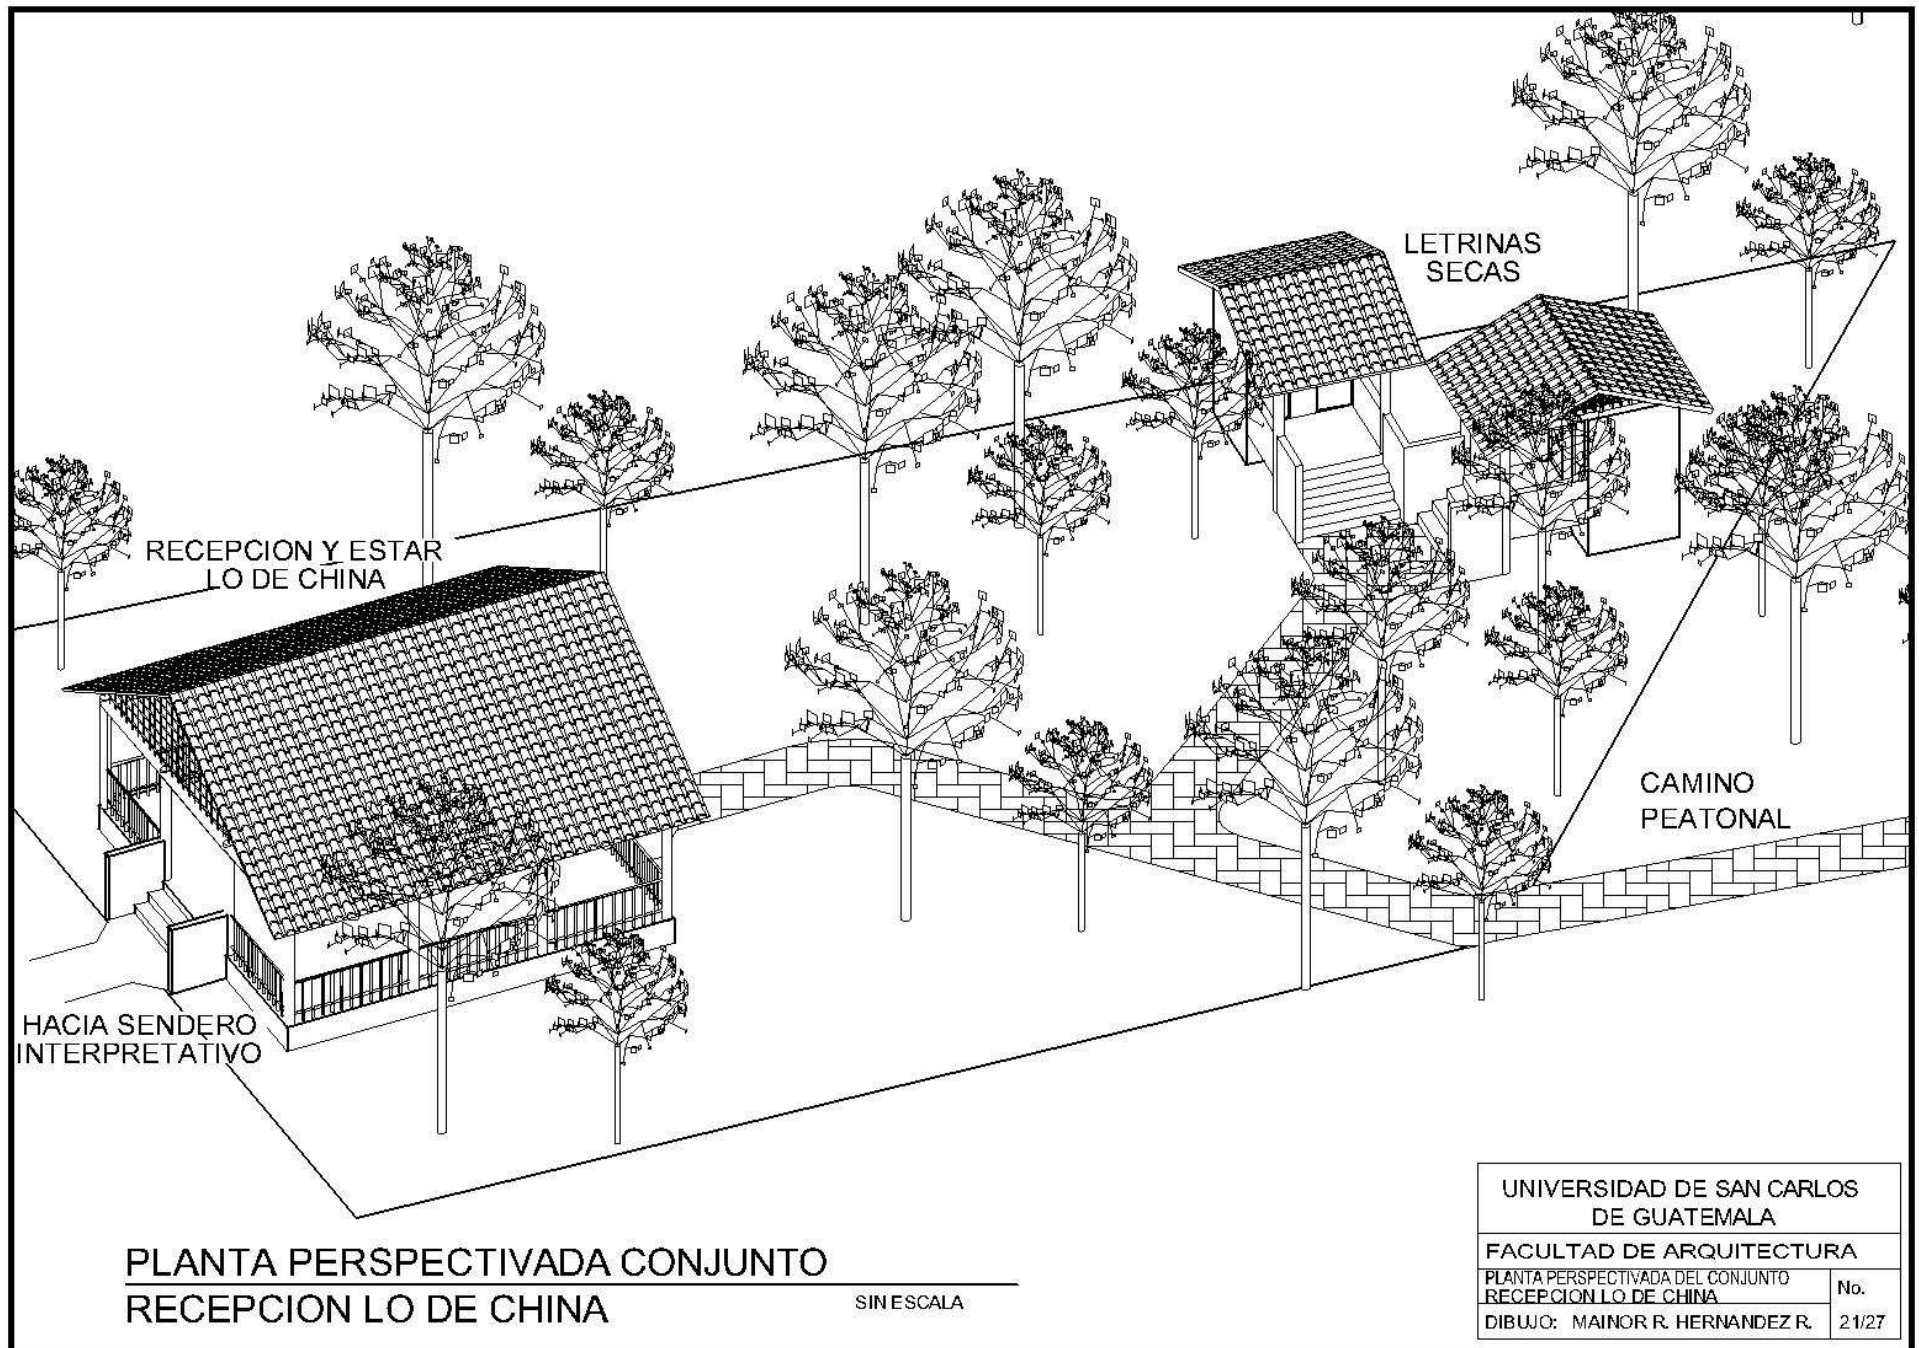 LETRINAS
SECAS
RECEPCION Y ESTAR
LO DE CHINA
CAMINO
PEATONAL
HACIA SENDERO
INTERPRETATIVO
PLANTA PERSPECTIVADA CONJUNTO
RECEPCION LO DE CHINA
SIN ESCALA
UNIVERSIDAD DE SAN CARLOS
DE GUATEMALA
FACULTAD DE ARQUITECTURA
PLANTA PERSPECTIVADA DEL CONJUNTO
RECEPCION LO DE CHINA
No.
DIBUJO: MAINOR R. HERNANDEZ R.
21/27